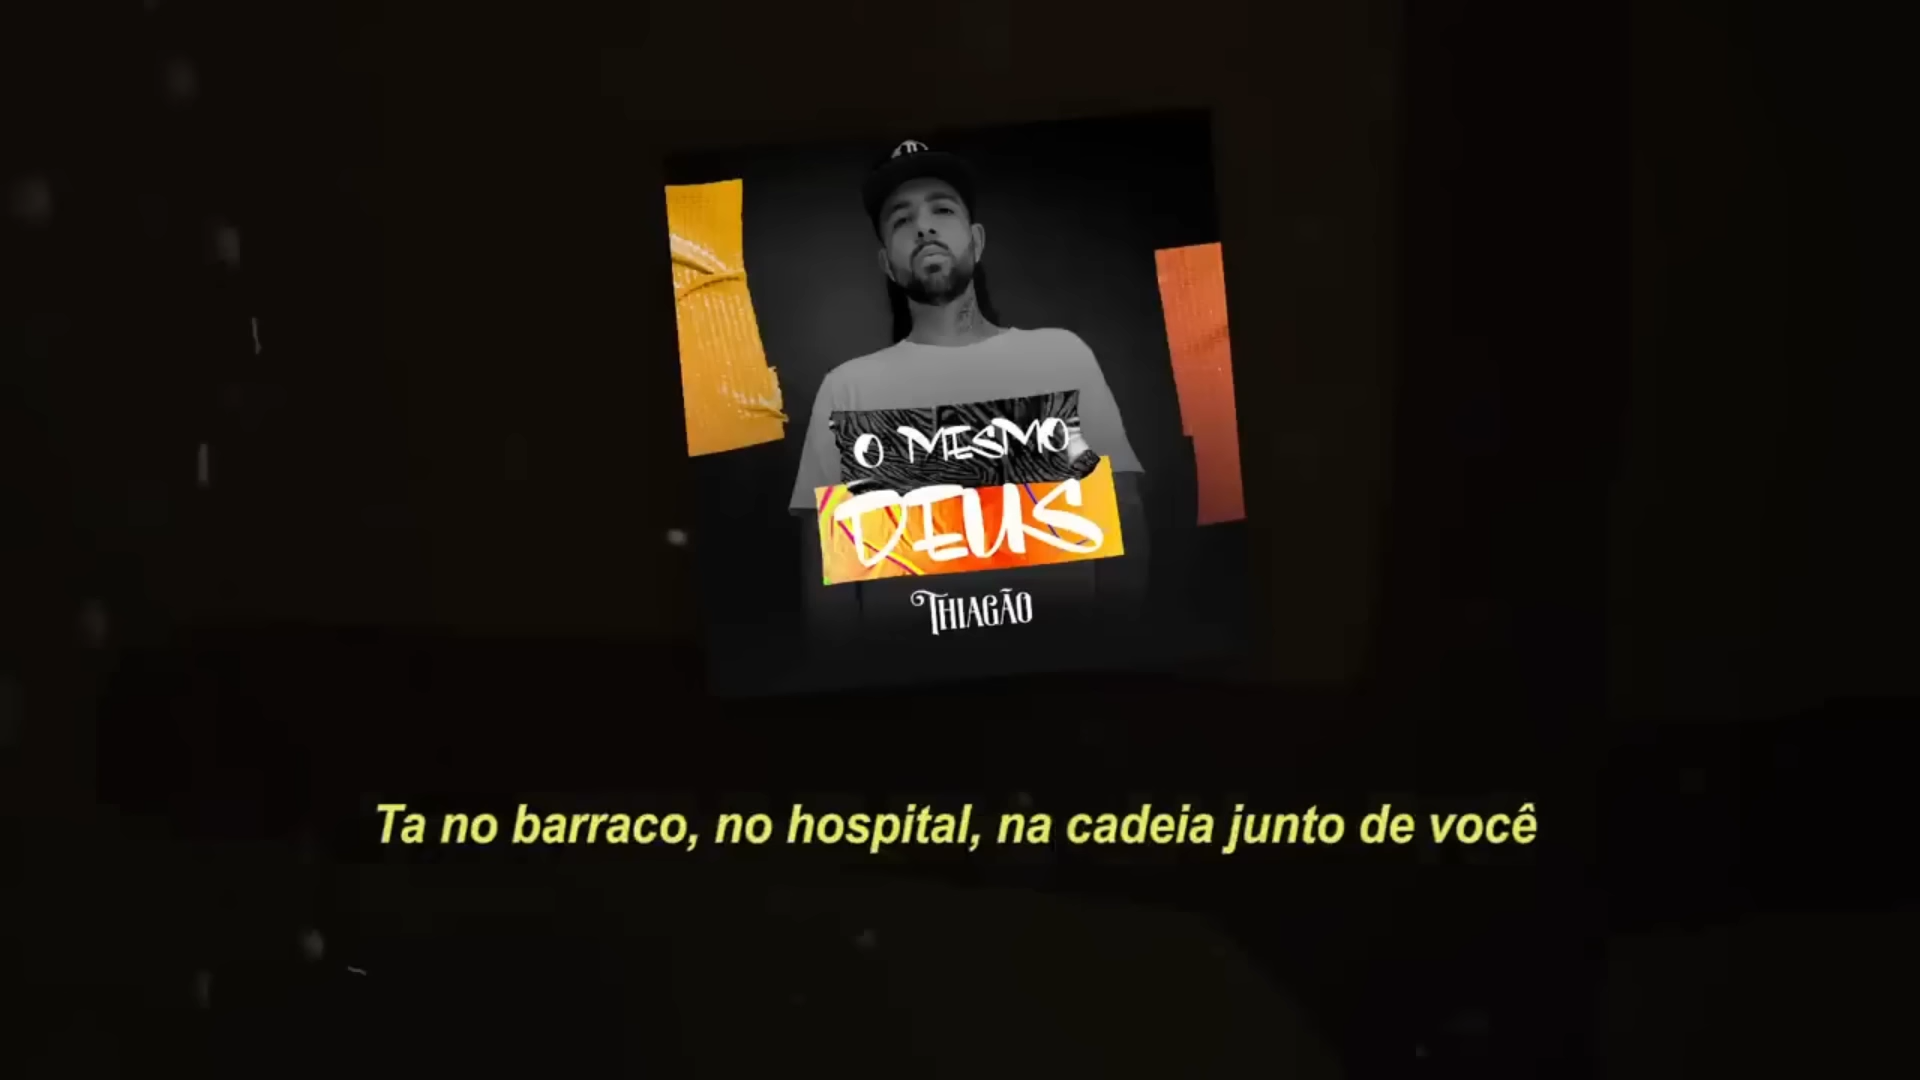 O MESMO
DEUS
THIAGÃO
Ta no barraco, no hospital, na cadeia junto de você